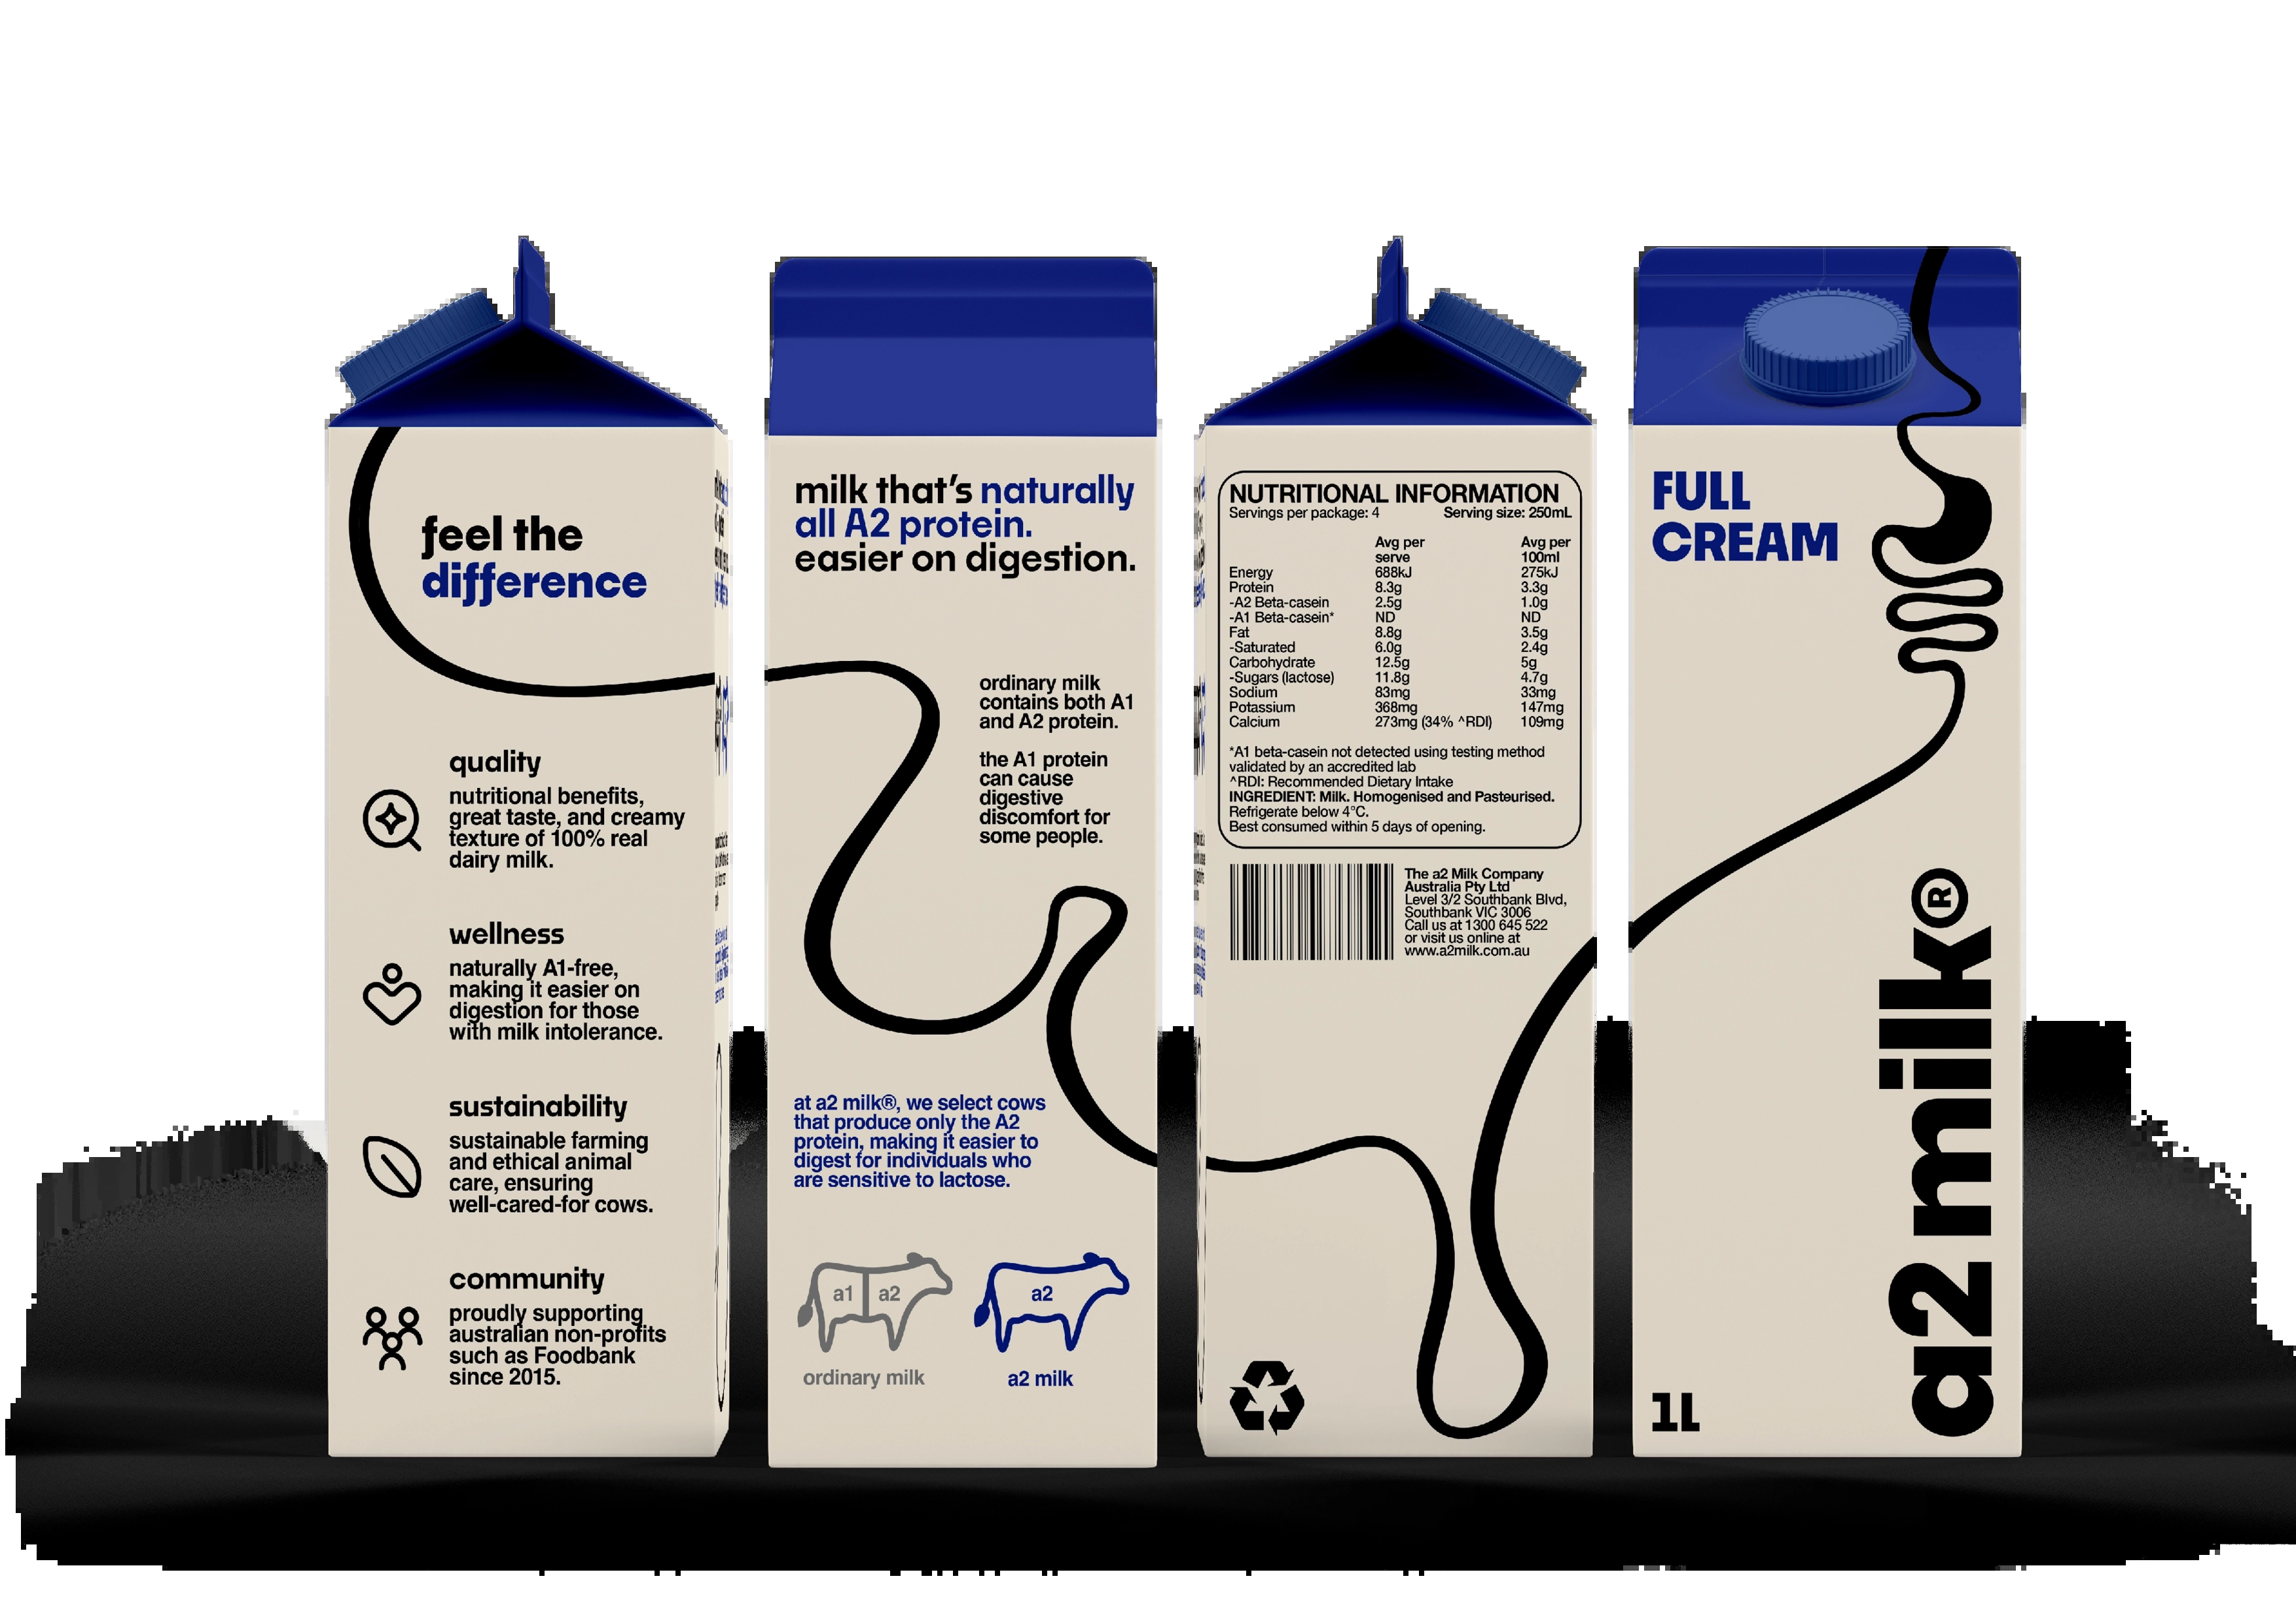 feel the
difference
quality
nutritional benefits,
great taste, and creamy
texture of 100% real
dairy milk.
wellness
naturally A1-free,
making it easier on
digestion for those
with milk intolerance.
sustainability
sustainable farming
and ethical animal
care, ensuring
well-cared-for cows.
community
proudly supporting
australian non-profits
such as Foodbank
since 2015.
milk that's naturally
all A2 protein.
easier on digestion.
ordinary milk
contains both A1
and A2 protein.
the A1 protein
can cause
digestive
discomfort for
some people.
at a2 milk®, we select cows
that produce only the A2
protein, making it easier to
digest for individuals who
are sensitive to lactose.
a1 a2
ordinary milk
a2
a2 milk
NUTRITIONAL INFORMATION
Servings per package: 4 Serving size: 250mL
Avg per Avg per
serve 100ml
Energy 688kJ 275kJ
Protein 8.3g 3.3g
-A2 Beta-casein 2.5g 1.0g
-A1 Beta-casein* ND ND
Fat 8.8g 3.5g
-Saturated 6.0g 2.4g
Carbohydrate 12.5g 5g
-Sugars (lactose) 11.8g 4.7g
Sodium 83mg 33mg
Potassium 368mg 147mg
Calcium 273mg (34% ^RDI) 109mg
*A1 beta-casein not detected using testing method
validated by an accredited lab
^RDI: Recommended Dietary Intake
INGREDIENT: Milk. Homogenised and Pasteurised.
Refrigerate below 4°C.
Best consumed within 5 days of opening.
The a2 Milk Company
Australia Pty Ltd
Level 3/2 Southbank Blvd,
Southbank VIC 3006
Call us at 1300 645 522
or visit us online at
www.a2milk.com.au
FULL
CREAM
a2 milk®
1L